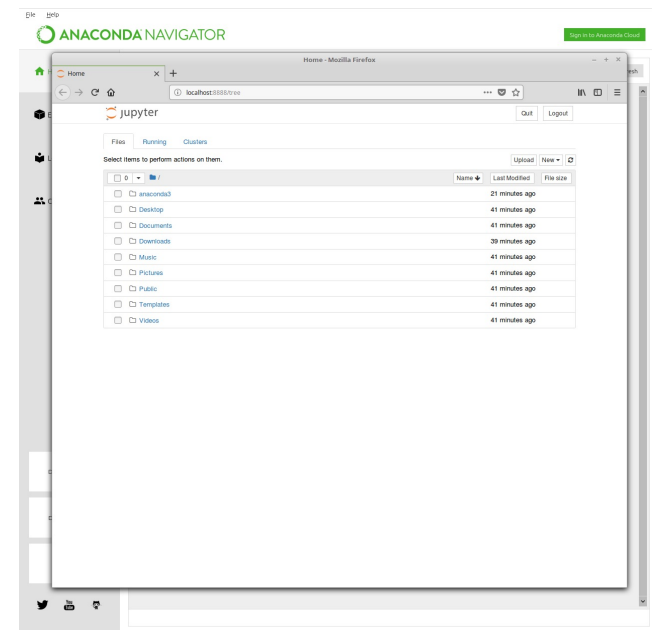 File Help
ANACONDA NAVIGATOR
Sign in to Anaconda Cloud
Home - Mozilla Firefox
Home
localhost:8888/tree
jupyter
Quit Logout
Files Running Clusters
Select items to perform actions on them.
Upload New
0 / Name Last Modified File size
anaconda3 21 minutes ago
Desktop 41 minutes ago
Documents 41 minutes ago
Downloads 39 minutes ago
Music 41 minutes ago
Pictures 41 minutes ago
Public 41 minutes ago
Templates 41 minutes ago
Videos 41 minutes ago